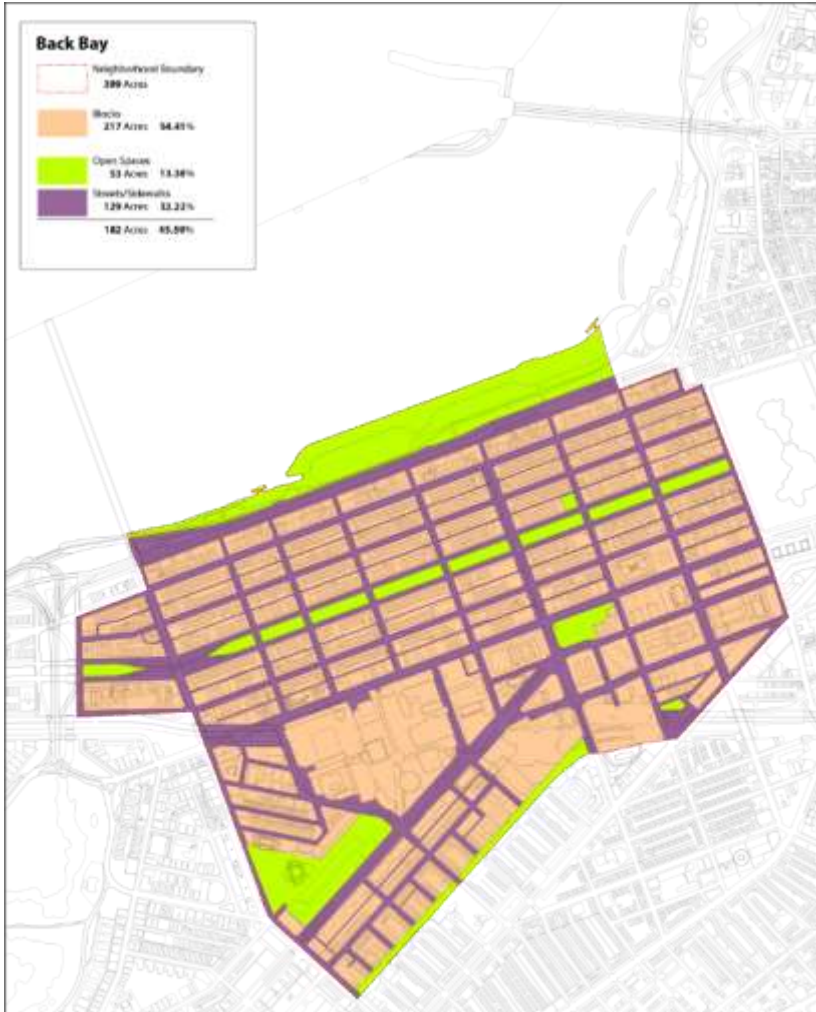 Back Bay
Neighborhood Boundary
399 Acres
Blocks
217 Acres 54.41%
Open Spaces
53 Acres 13.30%
Streets/Sidewalks
129 Acres 32.22%
182 Acres 45.59%